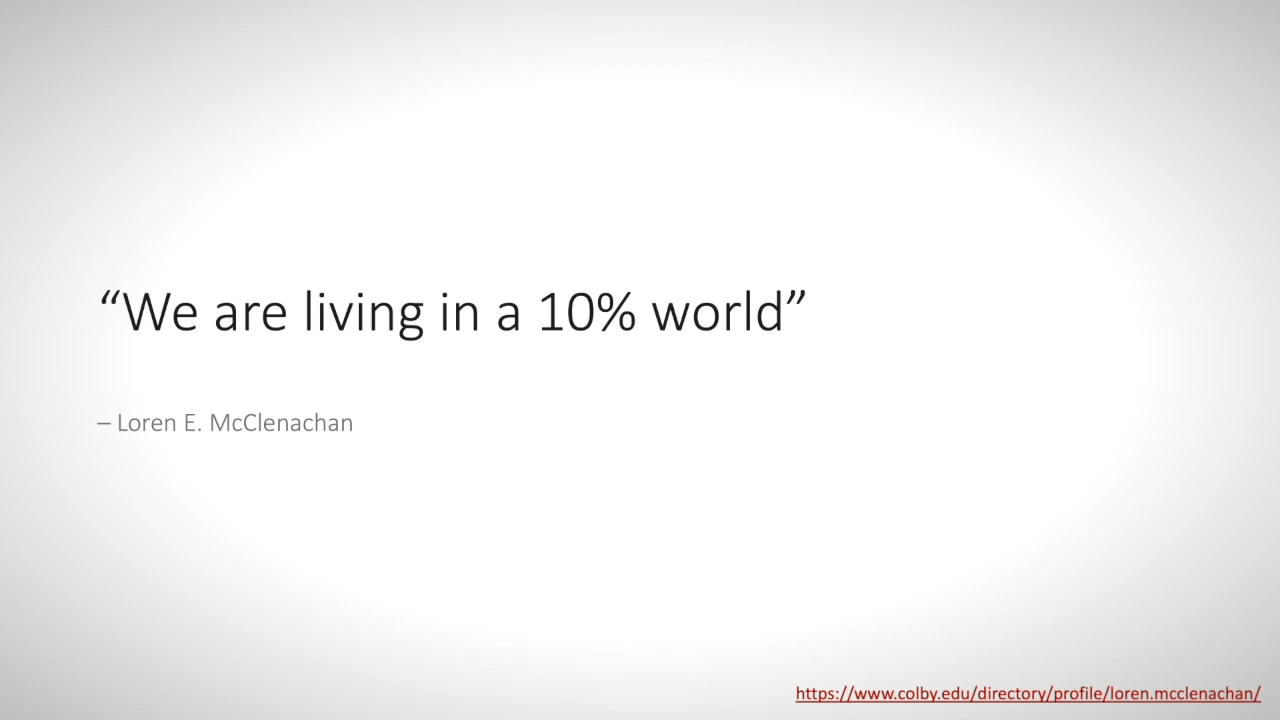 “We are living in a 10% world”
– Loren E. McClenachan
https://www.colby.edu/directory/profile/loren.mcclenachan/